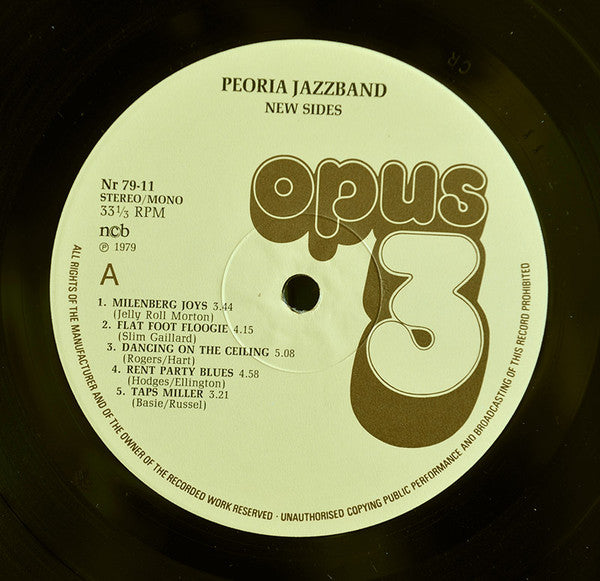 PEORIA JAZZBAND
NEW SIDES
opus
3
Nr 79-11
STEREO/MONO
33⅓ RPM
ncb
℗ 1979
A
1. MILENBERG JOYS 3.44
(Jelly Roll Morton)
2. FLAT FOOT FLOOGIE 4.15
(Slim Gaillard)
3. DANCING ON THE CEILING 5.08
(Rogers/Hart)
4. RENT PARTY BLUES 4.58
(Hodges/Ellington)
5. TAPS MILLER 3.21
(Basie/Russel)
ALL RIGHTS OF THE MANUFACTURER AND OF THE OWNER OF THE RECORDED WORK RESERVED · UNAUTHORISED COPYING PUBLIC PERFORMANCE AND BROADCASTING OF THIS RECORD PROHIBITED